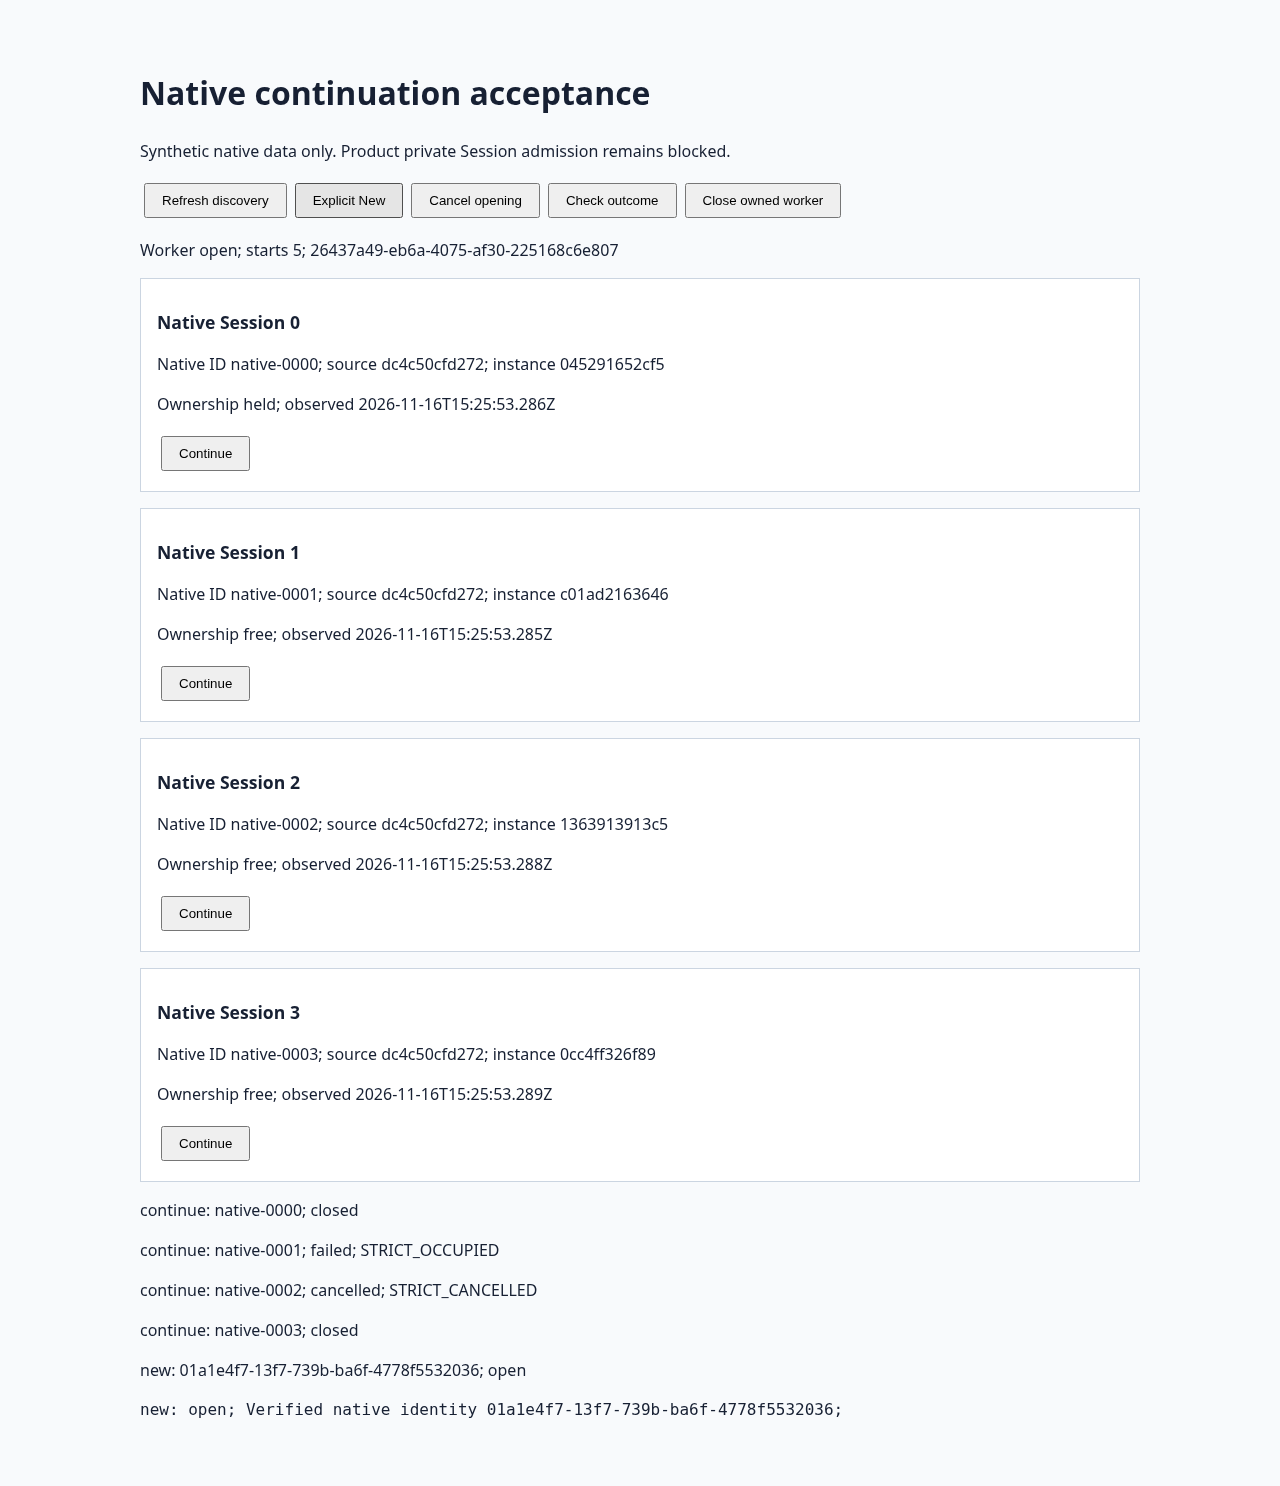 Native continuation acceptance
Synthetic native data only. Product private Session admission remains blocked.
Refresh discovery Explicit New Cancel opening Check outcome Close owned worker
Worker open; starts 5; 26437a49-eb6a-4075-af30-225168c6e807
Native Session 0
Native ID native-0000; source dc4c50cfd272; instance 045291652cf5
Ownership held; observed 2026-11-16T15:25:53.286Z
Continue
Native Session 1
Native ID native-0001; source dc4c50cfd272; instance c01ad2163646
Ownership free; observed 2026-11-16T15:25:53.285Z
Continue
Native Session 2
Native ID native-0002; source dc4c50cfd272; instance 1363913913c5
Ownership free; observed 2026-11-16T15:25:53.288Z
Continue
Native Session 3
Native ID native-0003; source dc4c50cfd272; instance 0cc4ff326f89
Ownership free; observed 2026-11-16T15:25:53.289Z
Continue
continue: native-0000; closed
continue: native-0001; failed; STRICT_OCCUPIED
continue: native-0002; cancelled; STRICT_CANCELLED
continue: native-0003; closed
new: 01a1e4f7-13f7-739b-ba6f-4778f5532036; open
new: open; Verified native identity 01a1e4f7-13f7-739b-ba6f-4778f5532036;